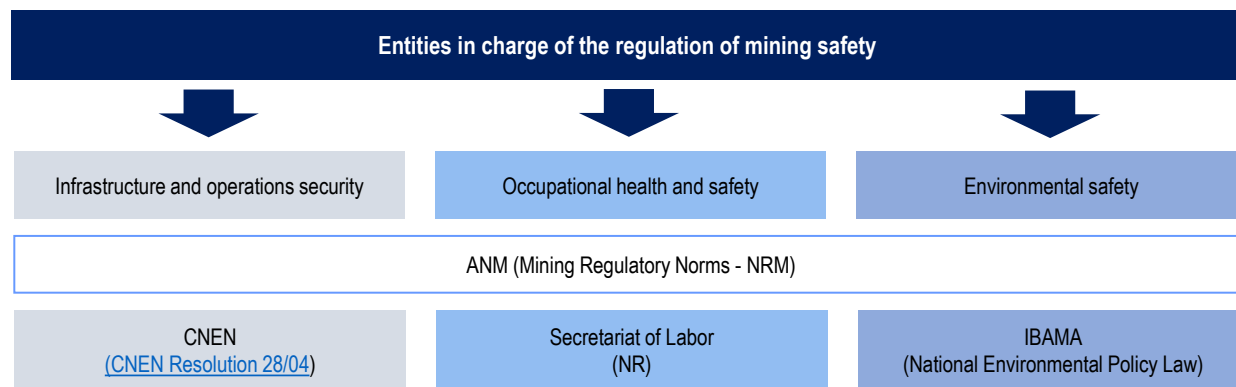 Entities in charge of the regulation of mining safety
Infrastructure and operations security
Occupational health and safety
Environmental safety
ANM (Mining Regulatory Norms - NRM)
CNEN
(CNEN Resolution 28/04)
Secretariat of Labor
(NR)
IBAMA
(National Environmental Policy Law)